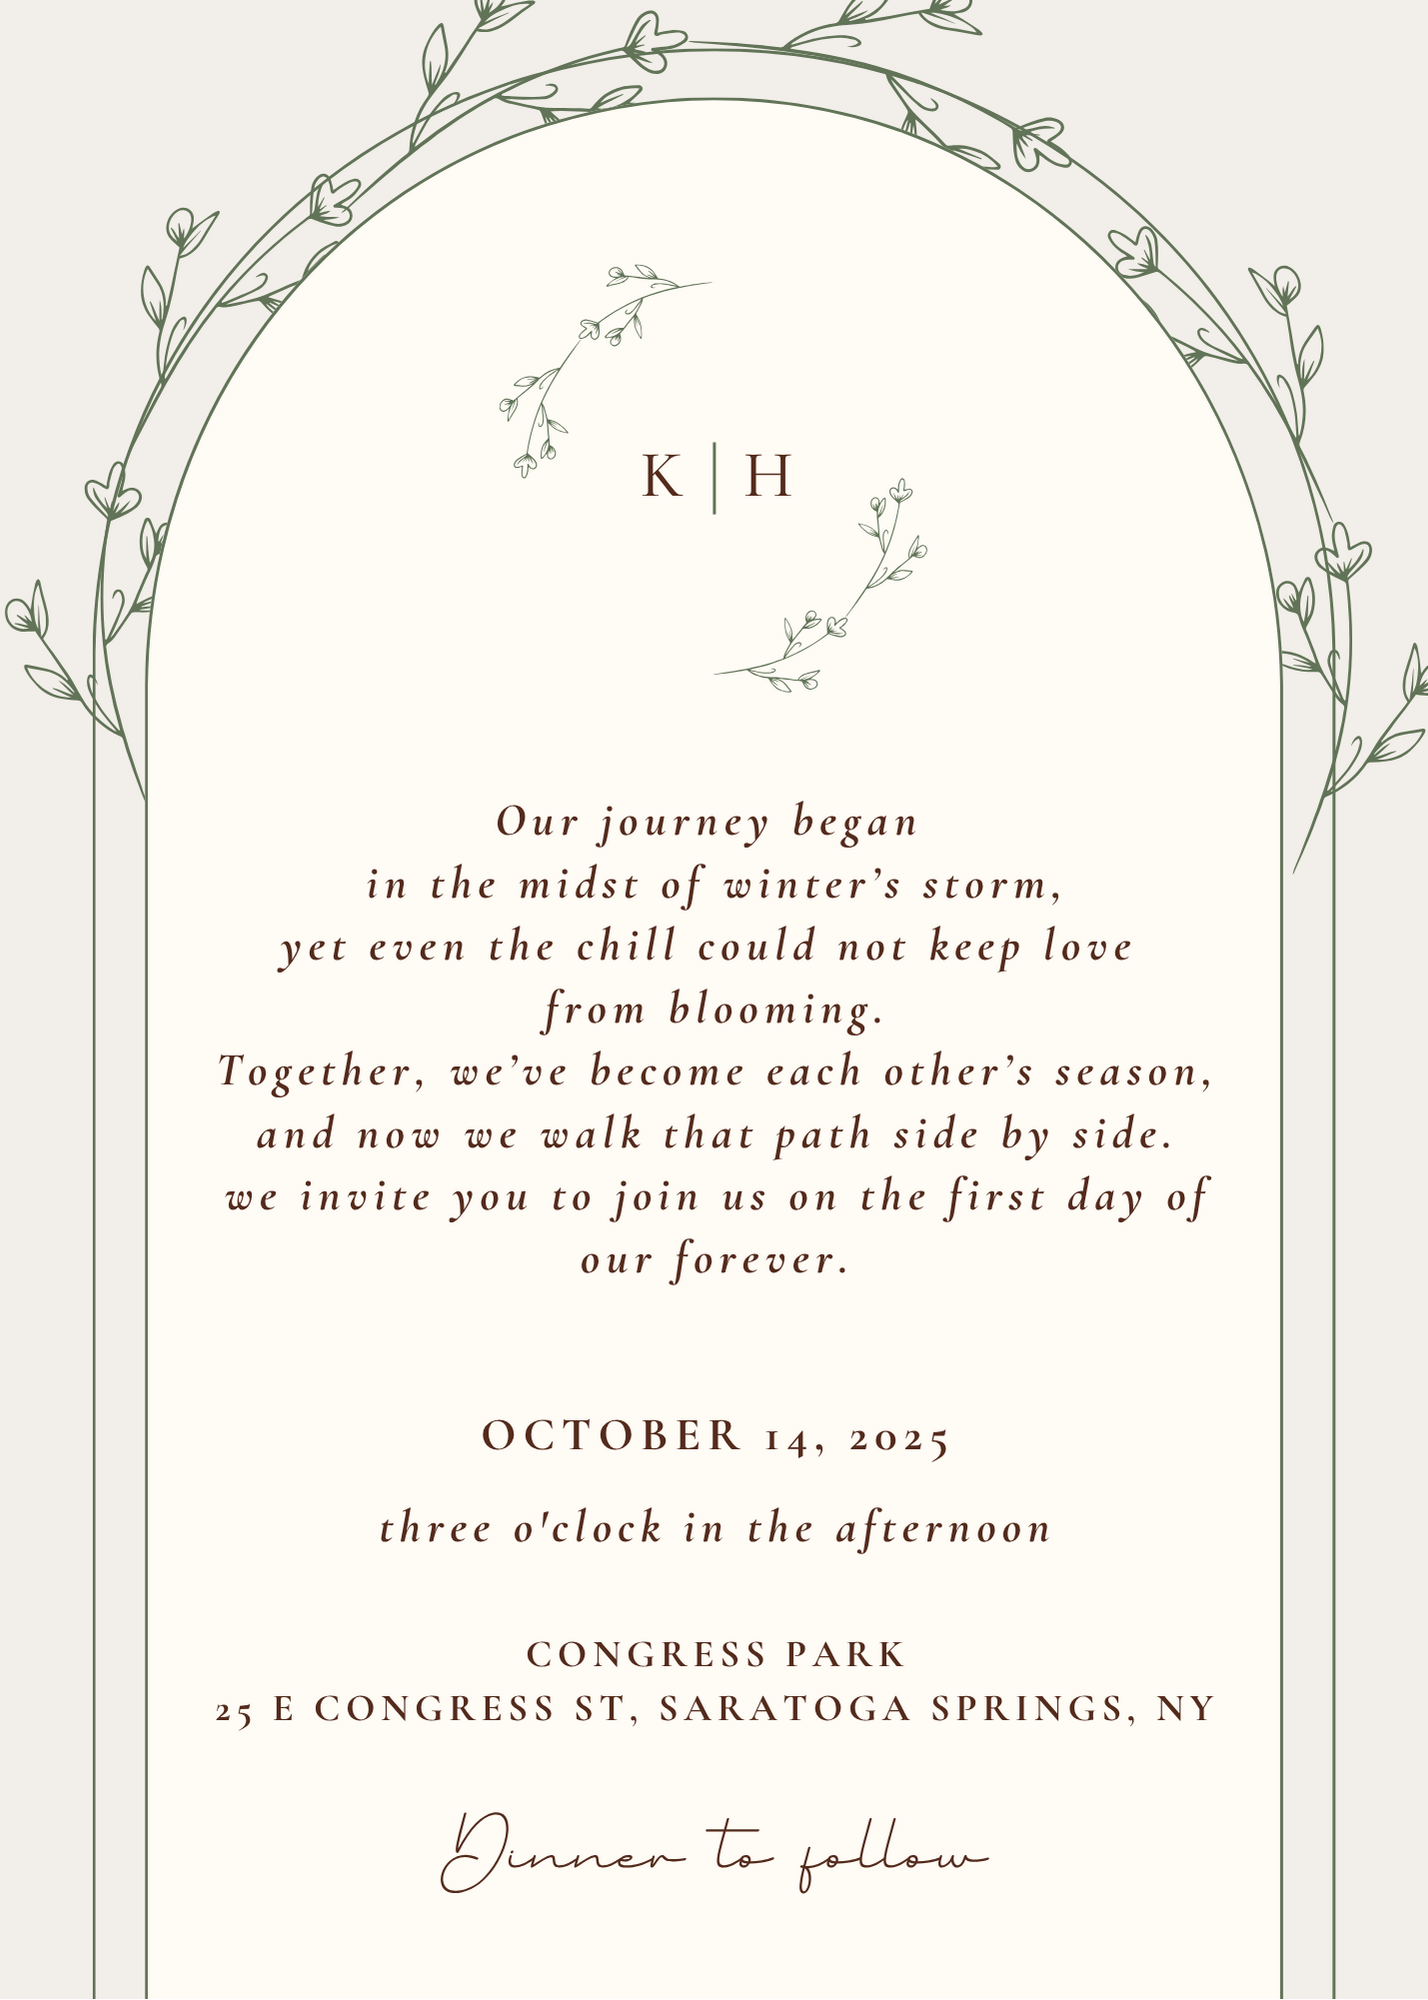 K | H
Our journey began
in the midst of winter’s storm,
yet even the chill could not keep love
from blooming.
Together, we’ve become each other’s season,
and now we walk that path side by side.
we invite you to join us on the first day of
our forever.
OCTOBER 14, 2025
three o'clock in the afternoon
CONGRESS PARK
25 E CONGRESS ST, SARATOGA SPRINGS, NY
Dinner to follow